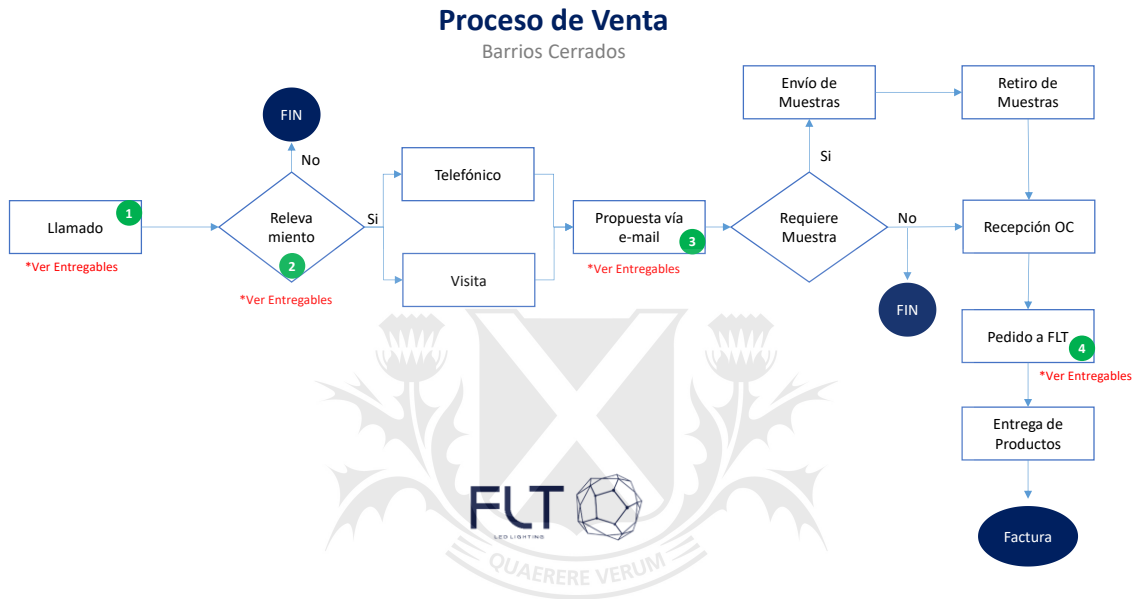 Proceso de Venta
Barrios Cerrados
Envío de
Muestras
Retiro de
Muestras
FIN
No
Si
Telefónico
Llamado
1
*Ver Entregables
Releva
miento
2
*Ver Entregables
Si
Visita
Propuesta vía
e-mail
3
*Ver Entregables
Requiere
Muestra
No
Recepción OC
FIN
Pedido a FLT
4
*Ver Entregables
Entrega de
Productos
Factura
FLT
LED LIGHTING
QUAERERE VERUM